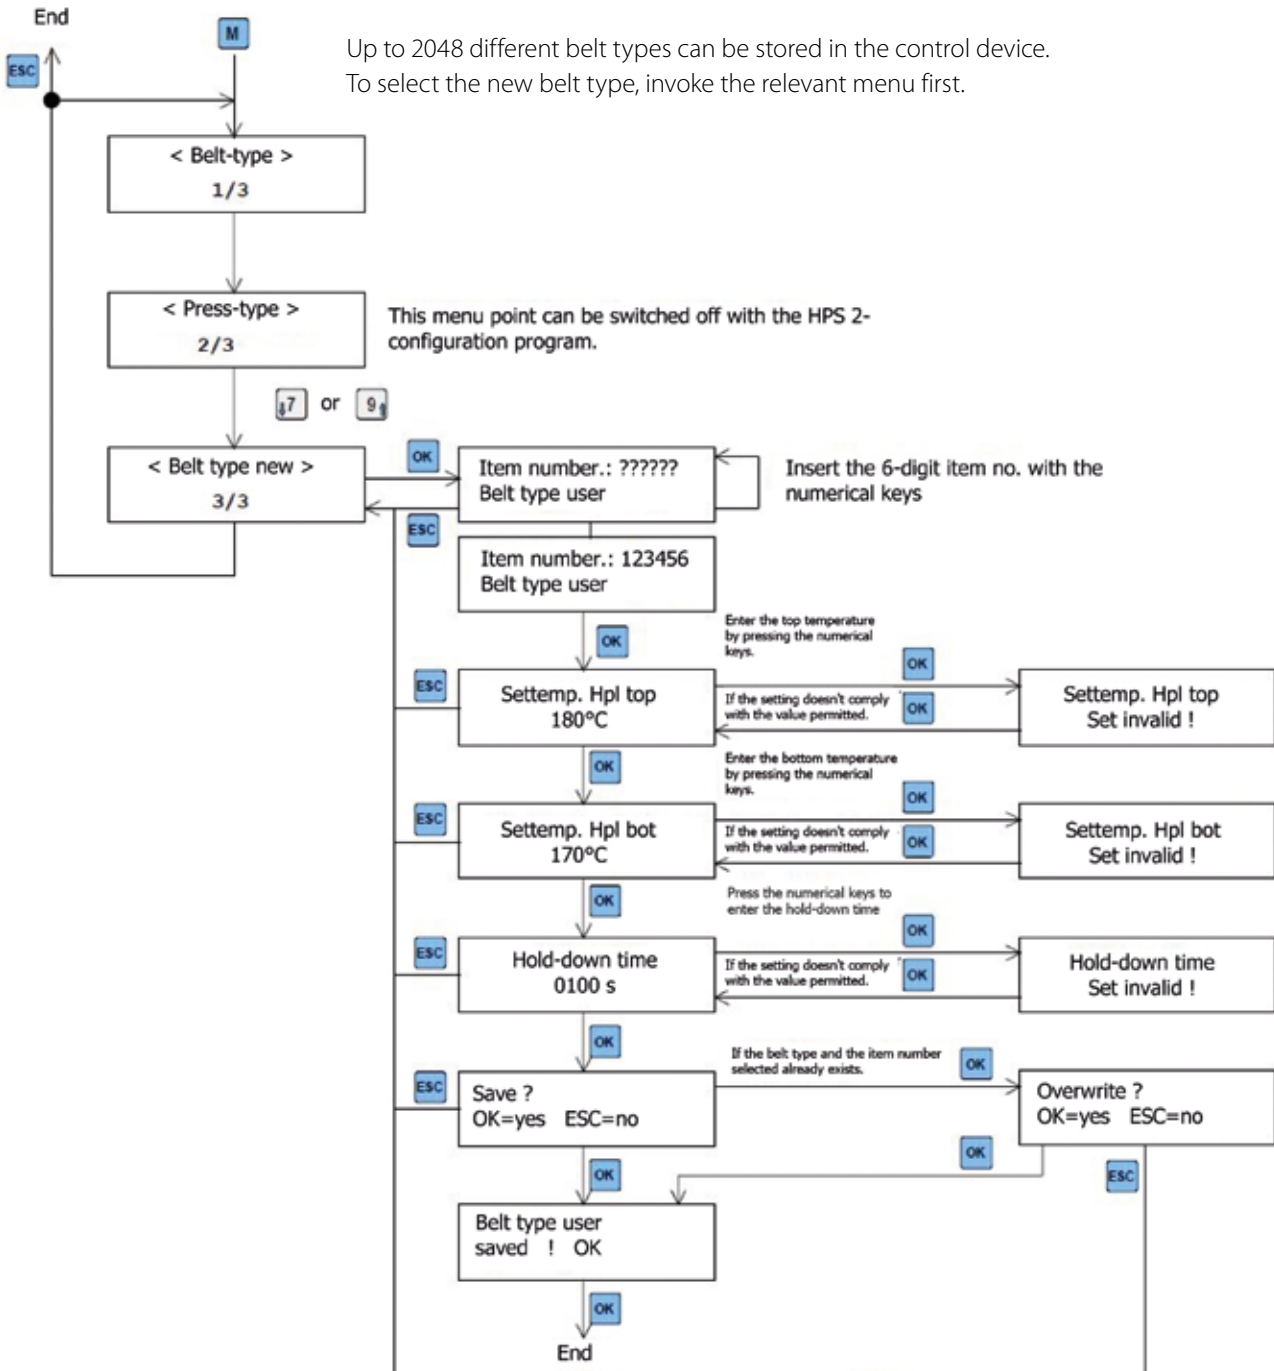 End
M
Up to 2048 different belt types can be stored in the control device.
ESC
To select the new belt type, invoke the relevant menu first.
< Belt-type >
1/3
< Press-type >
2/3
This menu point can be switched off with the HPS 2-
configuration program.
7 or 9
< Belt type new >
3/3
OK
ESC
Item number.: ??????
Belt type user
Insert the 6-digit item no. with the
numerical keys
Item number.: 123456
Belt type user
OK
Enter the top temperature
by pressing the numerical
keys.
OK
ESC
Settemp. Hpl top
180°C
If the setting doesn't comply
with the value permitted.
OK
Settemp. Hpl top
Set invalid !
OK
Enter the bottom temperature
by pressing the numerical
keys.
OK
ESC
Settemp. Hpl bot
170°C
If the setting doesn't comply
with the value permitted.
OK
Settemp. Hpl bot
Set invalid !
OK
Press the numerical keys to
enter the hold-down time
OK
ESC
Hold-down time
0100 s
If the setting doesn't comply
with the value permitted.
OK
Hold-down time
Set invalid !
OK
If the belt type and the item number
selected already exists.
OK
ESC
Save ?
OK=yes ESC=no
Overwrite ?
OK=yes ESC=no
OK
OK
ESC
Belt type user
saved ! OK
OK
End